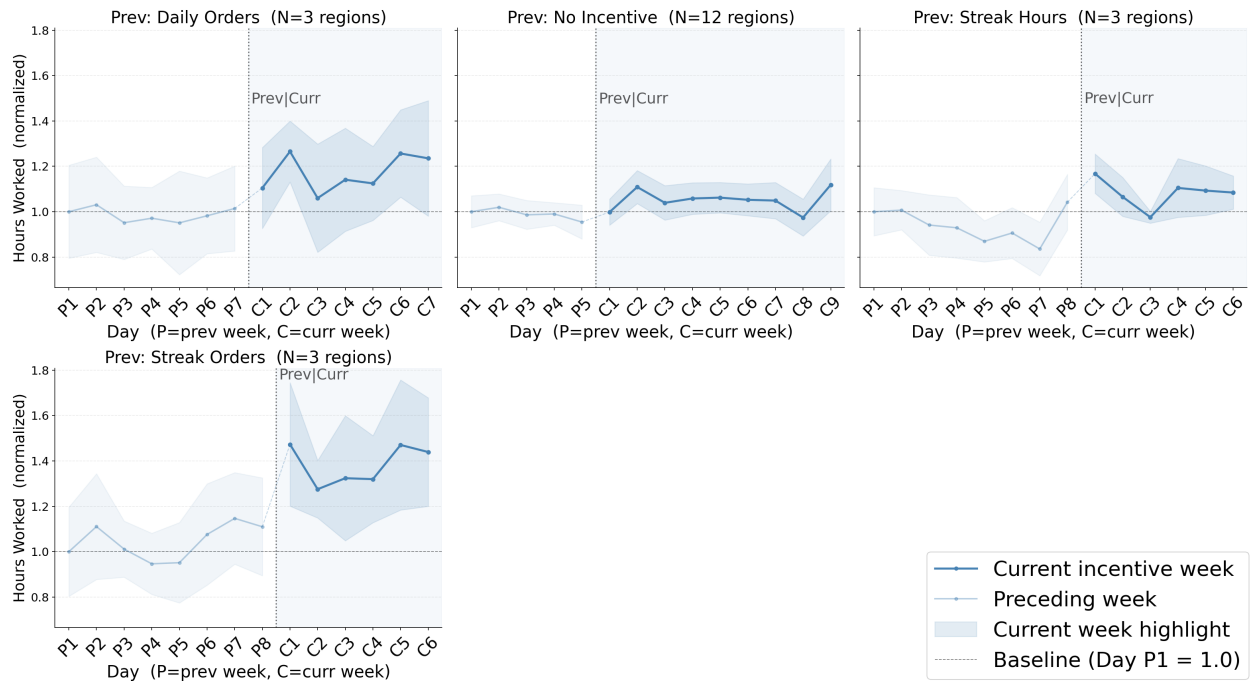 Prev: Daily Orders  (N=3 regions)
Hours Worked  (normalized)
1.8
1.6
1.4
1.2
1.0
0.8
Prev|Curr
P1 P2 P3 P4 P5 P6 P7 C1 C2 C3 C4 C5 C6 C7
Day  (P=prev week, C=curr week)
Prev: No Incentive  (N=12 regions)
Prev|Curr
P1 P2 P3 P4 P5 C1 C2 C3 C4 C5 C6 C7 C8 C9
Day  (P=prev week, C=curr week)
Prev: Streak Hours  (N=3 regions)
Prev|Curr
P1 P2 P3 P4 P5 P6 P7 P8 C1 C2 C3 C4 C5 C6
Day  (P=prev week, C=curr week)
Prev: Streak Orders  (N=3 regions)
Hours Worked  (normalized)
1.8
1.6
1.4
1.2
1.0
0.8
Prev|Curr
P1 P2 P3 P4 P5 P6 P7 P8 C1 C2 C3 C4 C5 C6
Day  (P=prev week, C=curr week)
Current incentive week
Preceding week
Current week highlight
Baseline (Day P1 = 1.0)